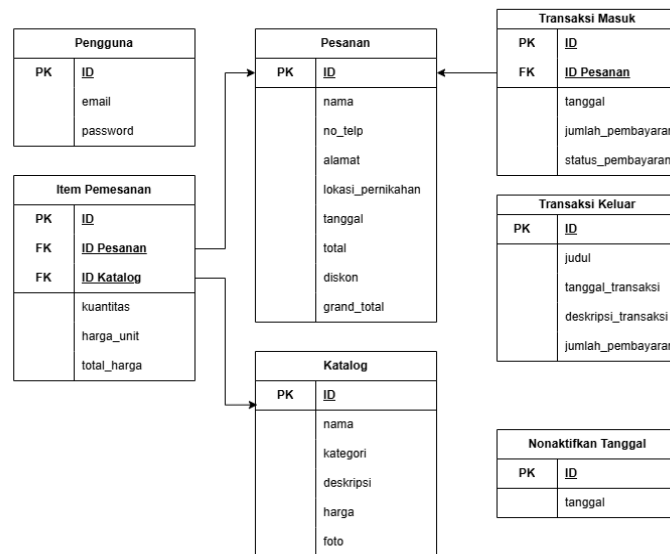 Pengguna
PK ID
email
password
Item Pemesanan
PK ID
FK ID Pesanan
FK ID Katalog
kuantitas
harga_unit
total_harga
Pesanan
PK ID
nama
no_telp
alamat
lokasi_pernikahan
tanggal
total
diskon
grand_total
Katalog
PK ID
nama
kategori
deskripsi
harga
foto
Transaksi Masuk
PK ID
FK ID Pesanan
tanggal
jumlah_pembayaran
status_pembayaran
Transaksi Keluar
PK ID
judul
tanggal_transaksi
deskripsi_transaksi
jumlah_pembayaran
Nonaktifkan Tanggal
PK ID
tanggal